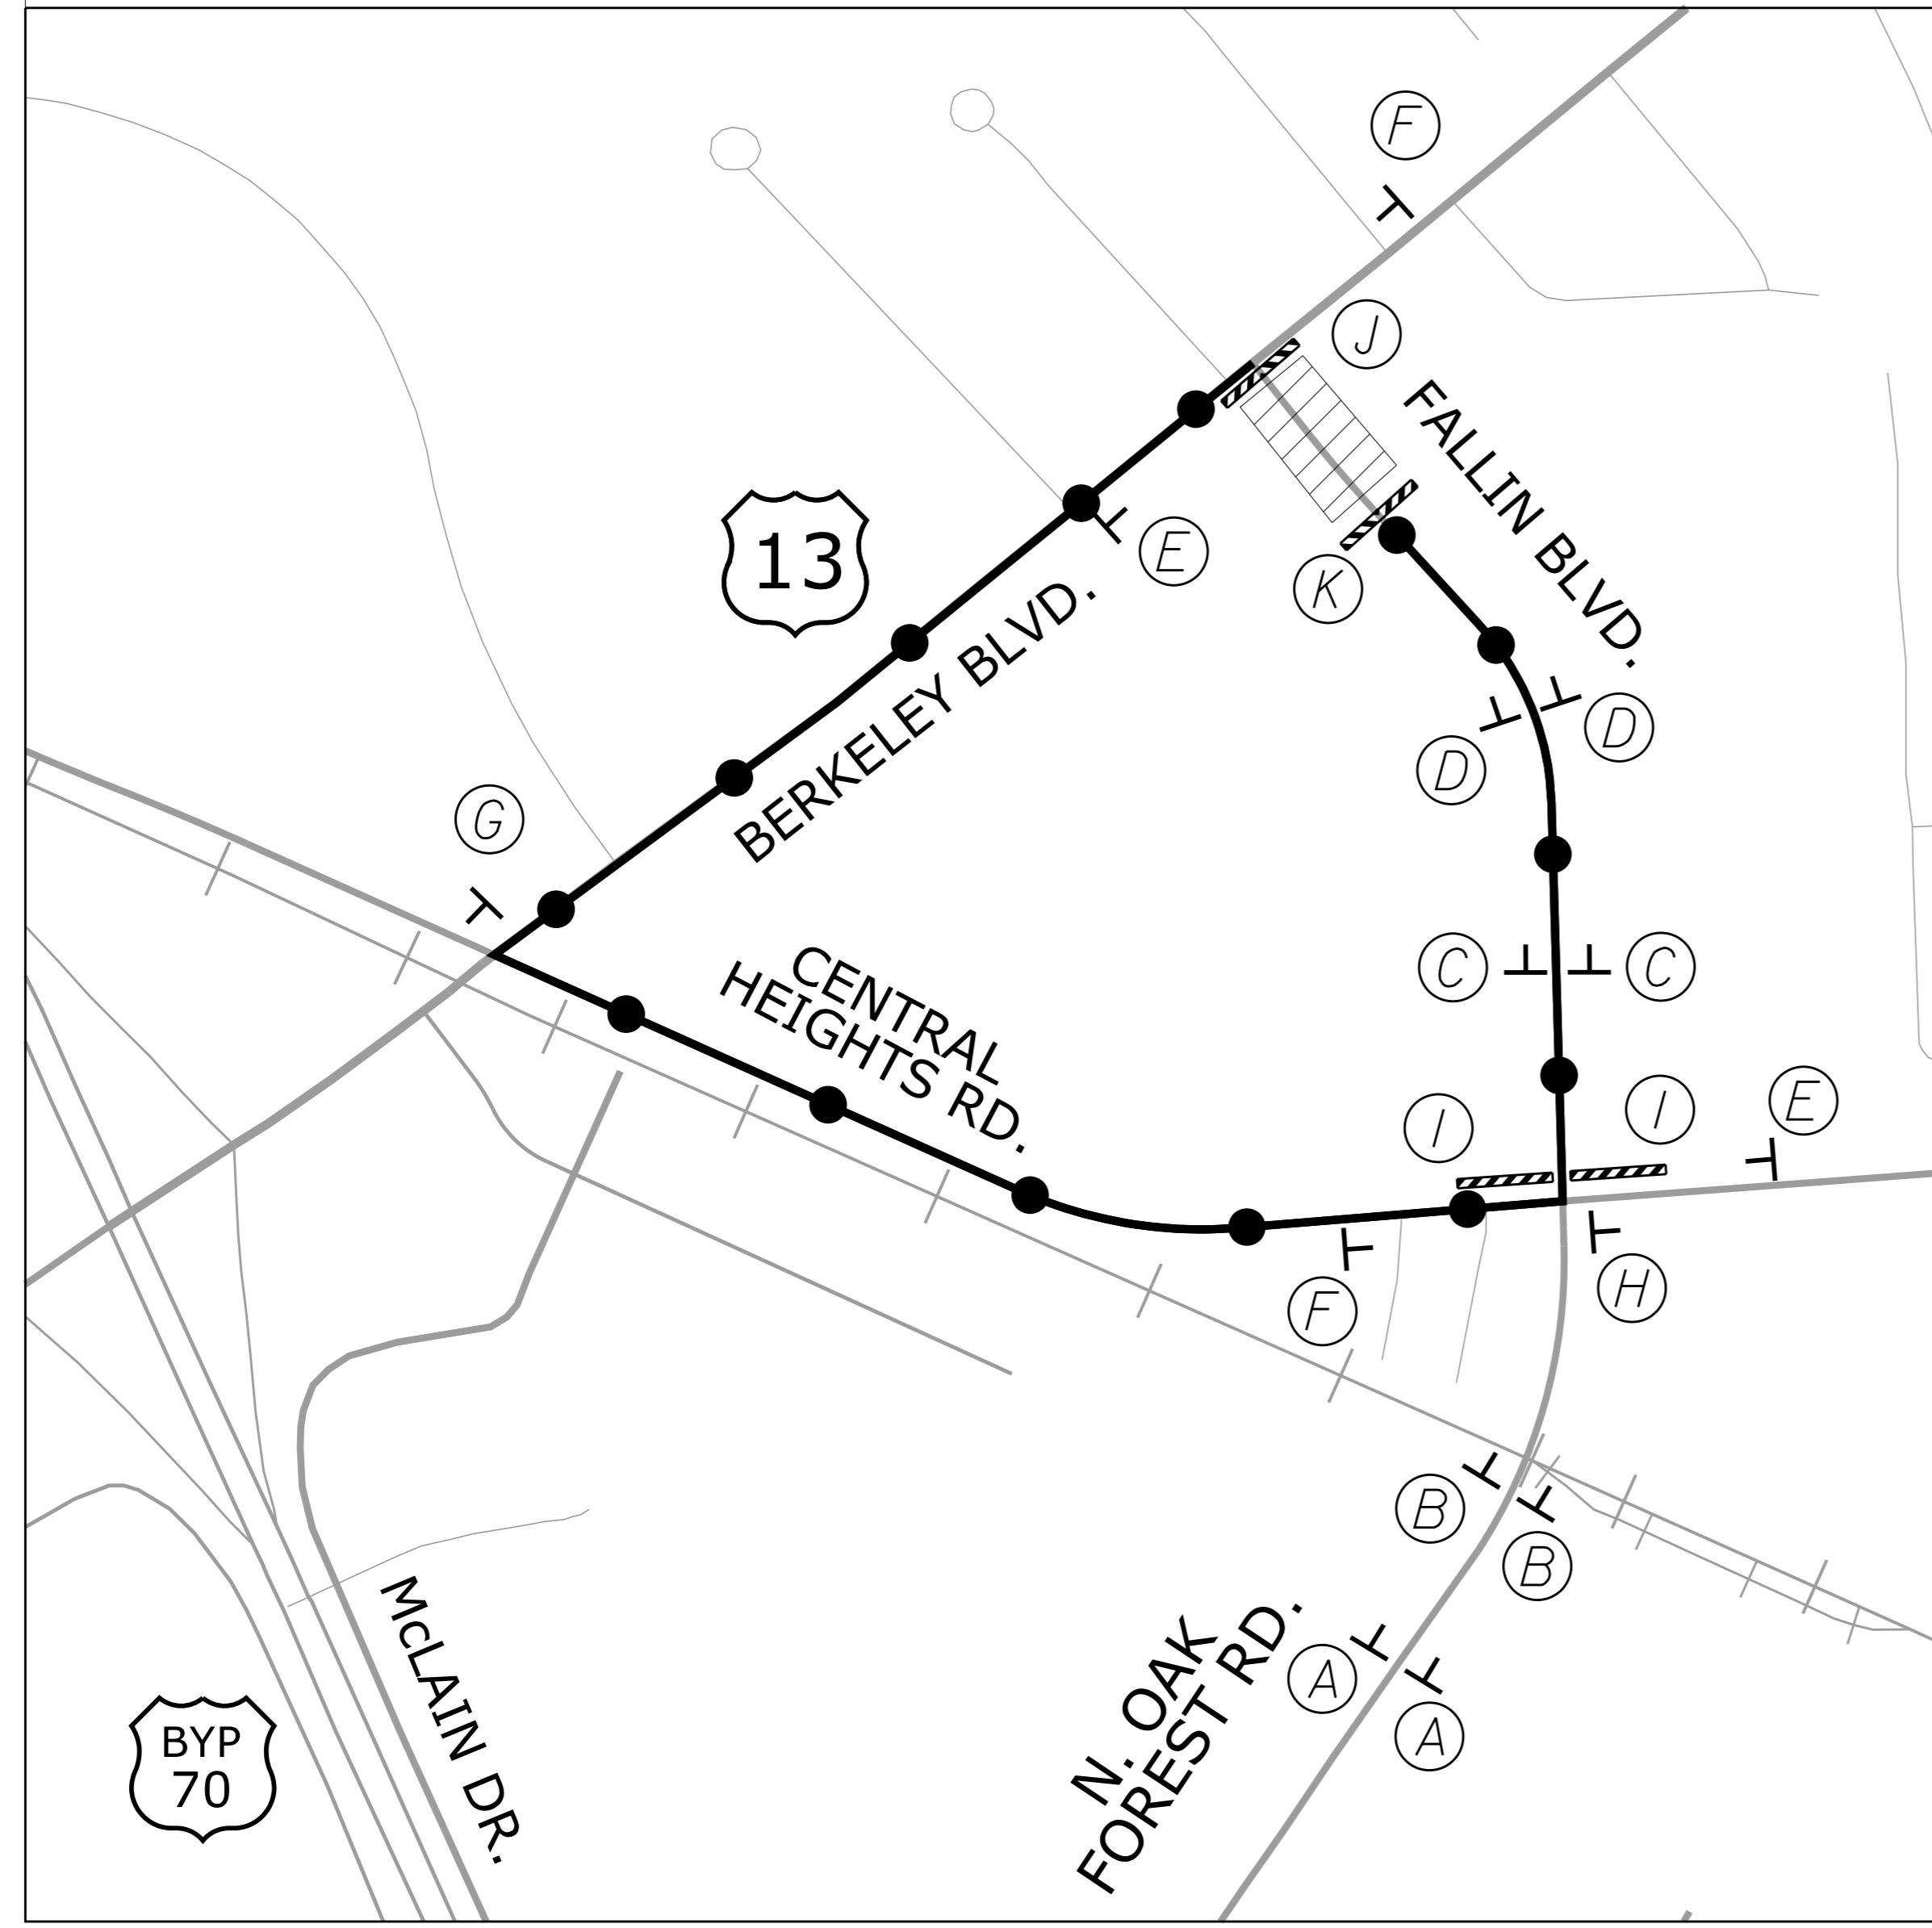 F
J
FALLIN BLVD.
13
E
K
BERKELEY BLVD.
D
D
G
CENTRAL
HEIGHTS RD.
C
C
I
I
E
F
H
B
B
MCLAIN DR.
N. OAK
FOREST RD.
A
A
BYP
70